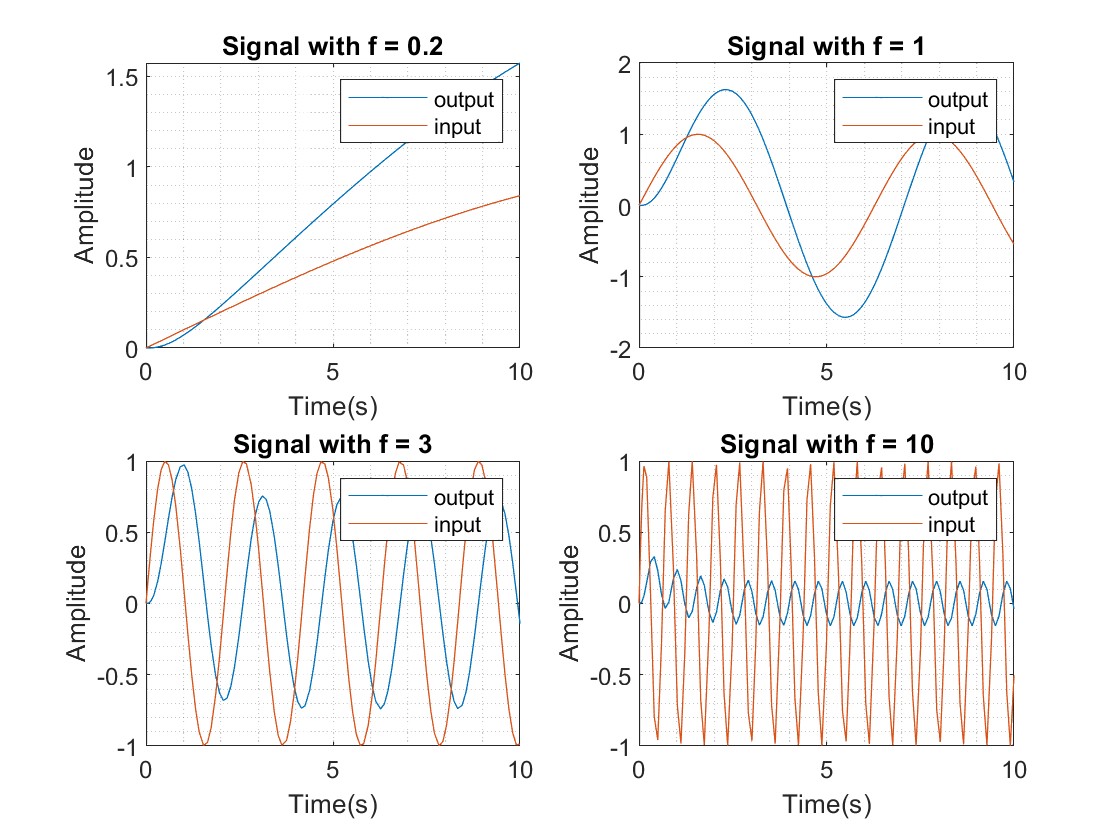 Signal with f = 0.2
Amplitude
1.5
1
0.5
0
output
input
0 5 10
Time(s)
Signal with f = 1
Amplitude
2
1
0
-1
-2
output
input
0 5 10
Time(s)
Signal with f = 3
Amplitude
1
0.5
0
-0.5
-1
output
input
0 5 10
Time(s)
Signal with f = 10
Amplitude
1
0.5
0
-0.5
-1
output
input
0 5 10
Time(s)